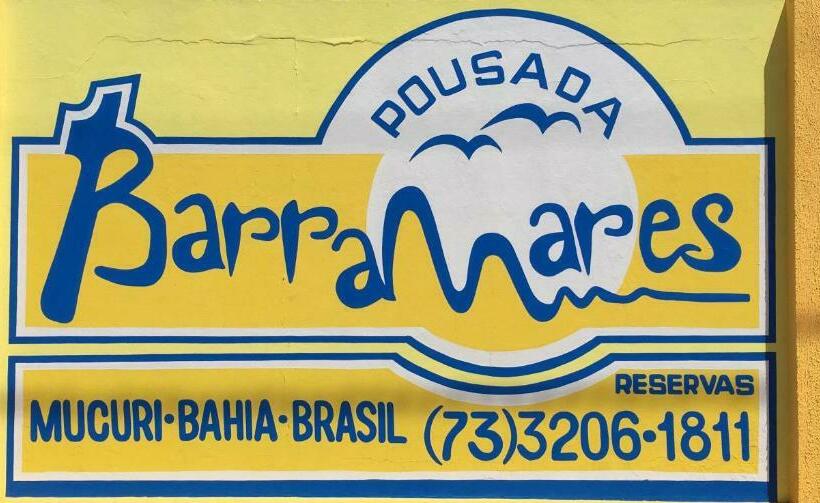 POUSADA
BarraMares
RESERVAS
MUCURI·BAHIA·BRASIL (73)3206·1811